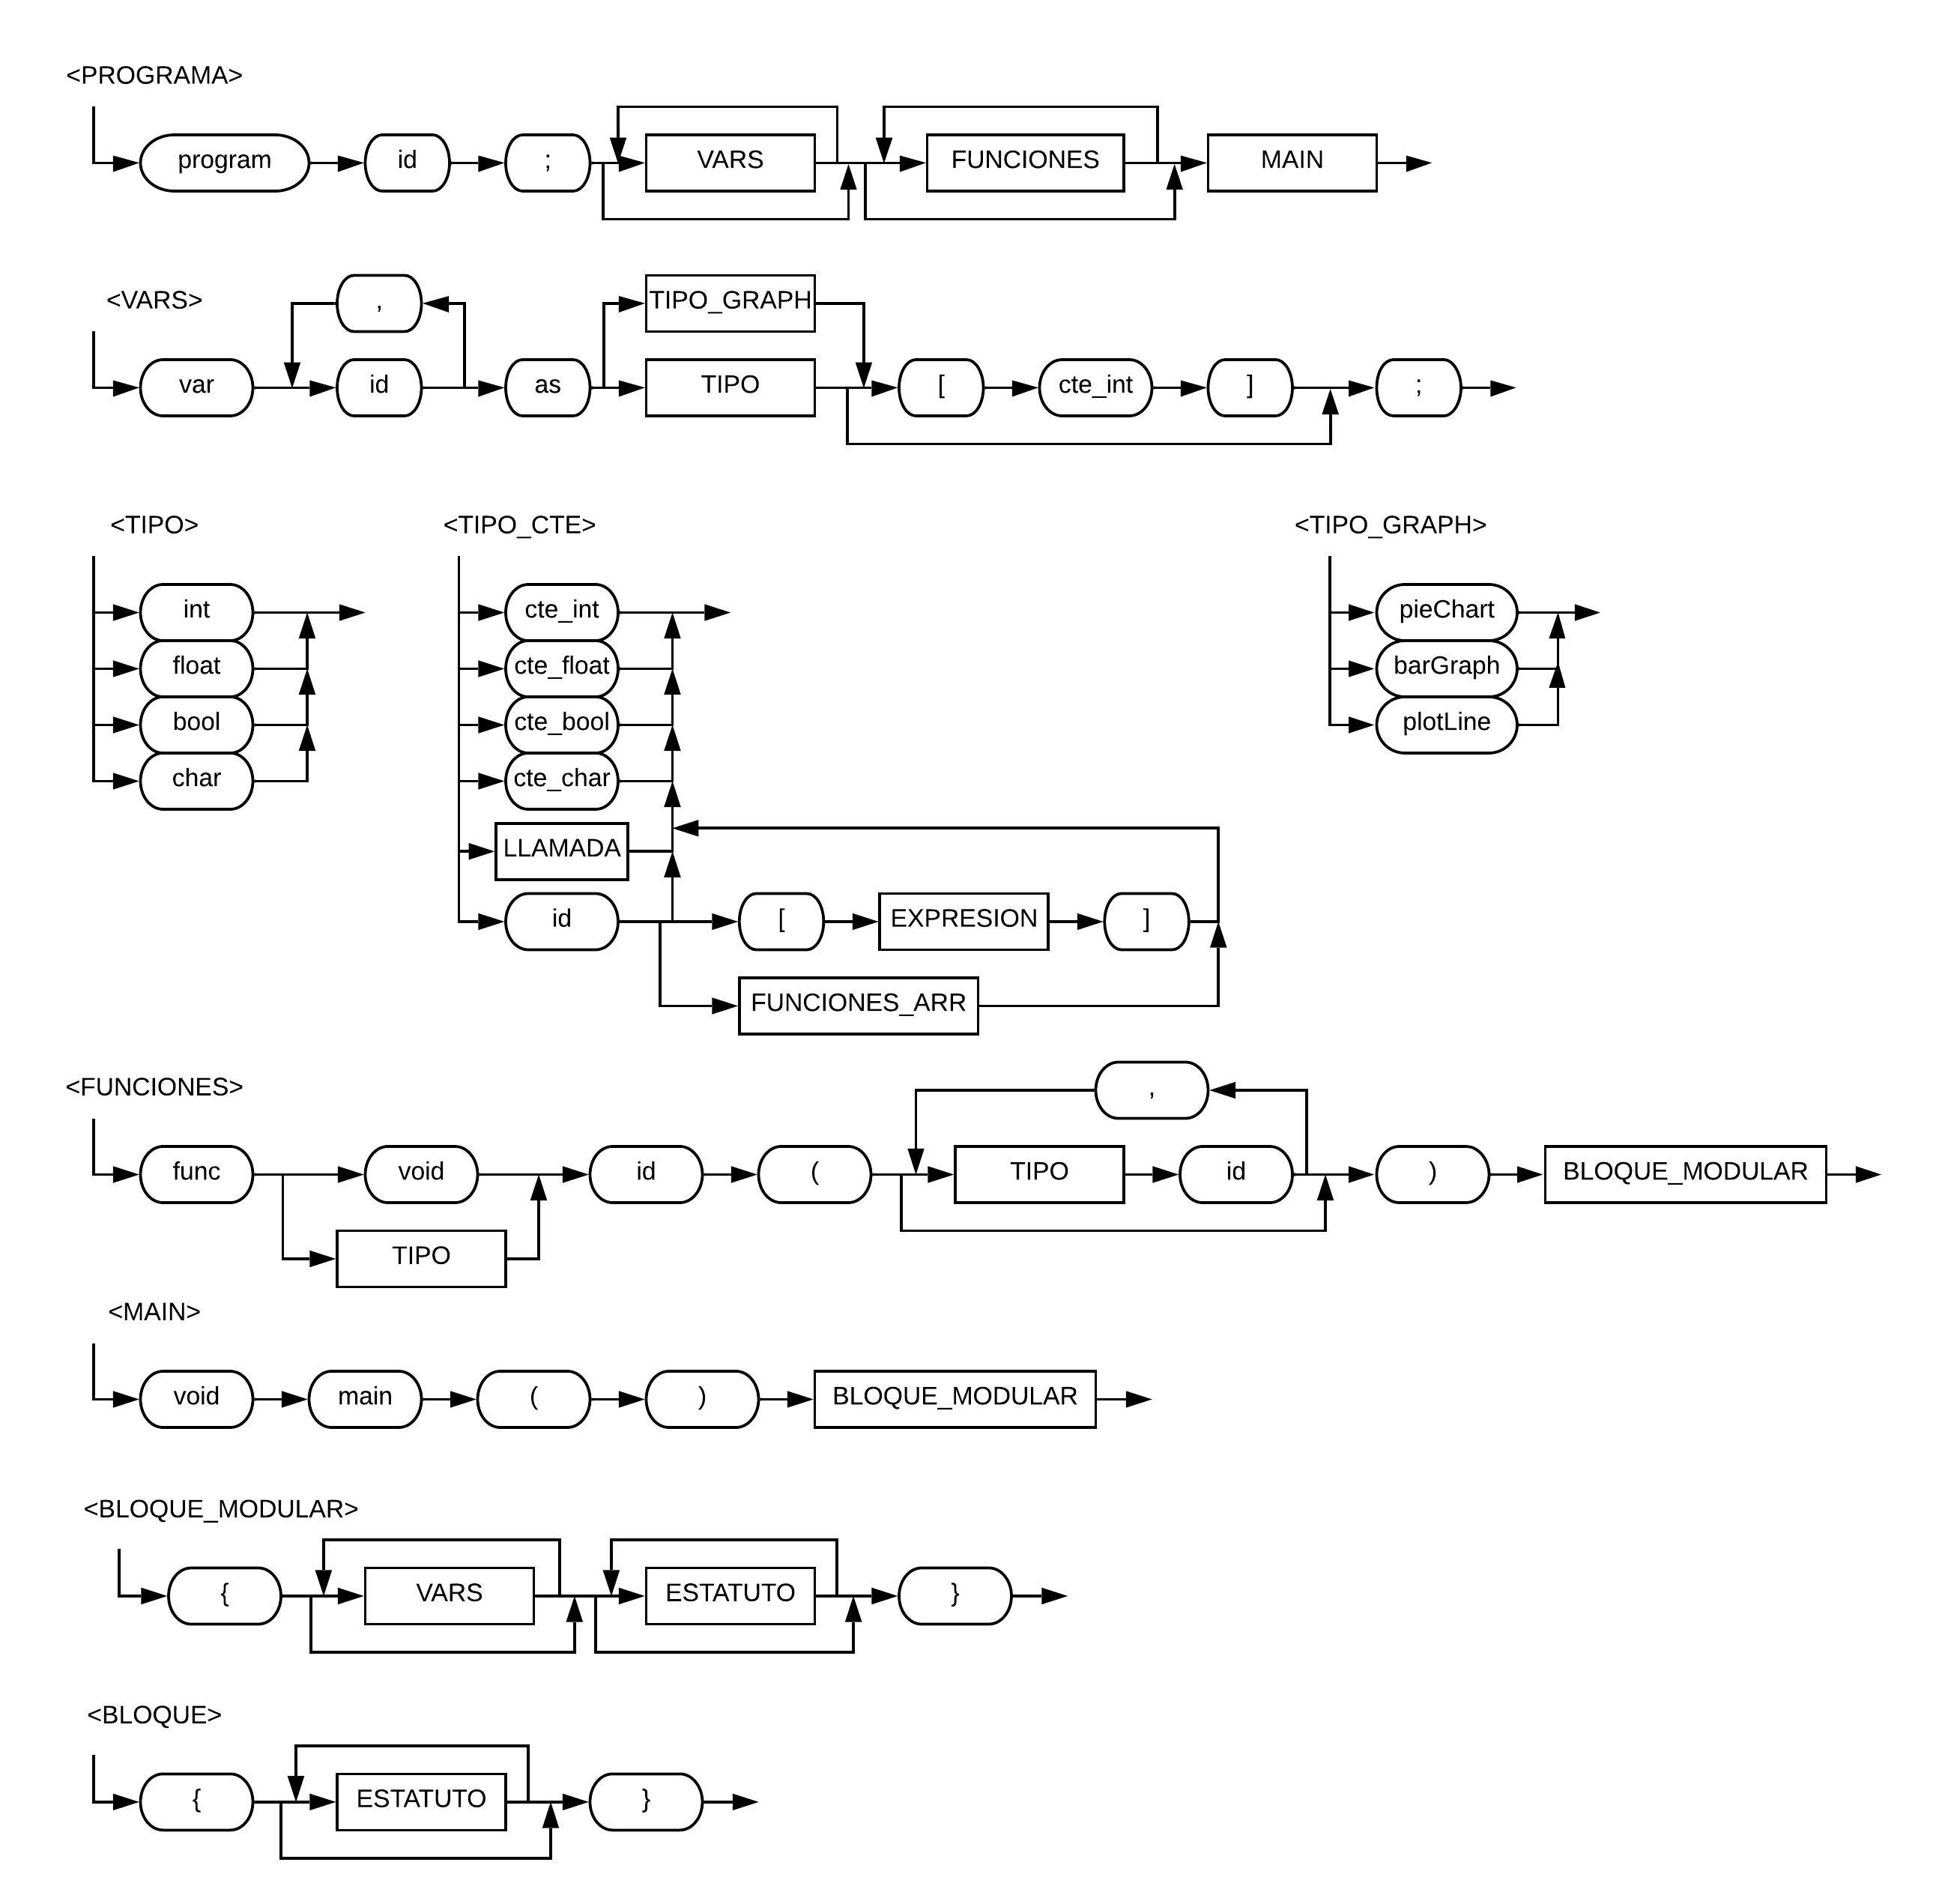 <PROGRAMA>
program id ; VARS FUNCIONES MAIN
<VARS>
,
TIPO_GRAPH
var id as TIPO [ cte_int ] ;
<TIPO>
int
float
bool
char
<TIPO_CTE>
cte_int
cte_float
cte_bool
cte_char
LLAMADA
id [ EXPRESION ]
FUNCIONES_ARR
<TIPO_GRAPH>
pieChart
barGraph
plotLine
<FUNCIONES>
,
func void id ( TIPO id ) BLOQUE_MODULAR
TIPO
<MAIN>
void main ( ) BLOQUE_MODULAR
<BLOQUE_MODULAR>
{ VARS ESTATUTO }
<BLOQUE>
{ ESTATUTO }